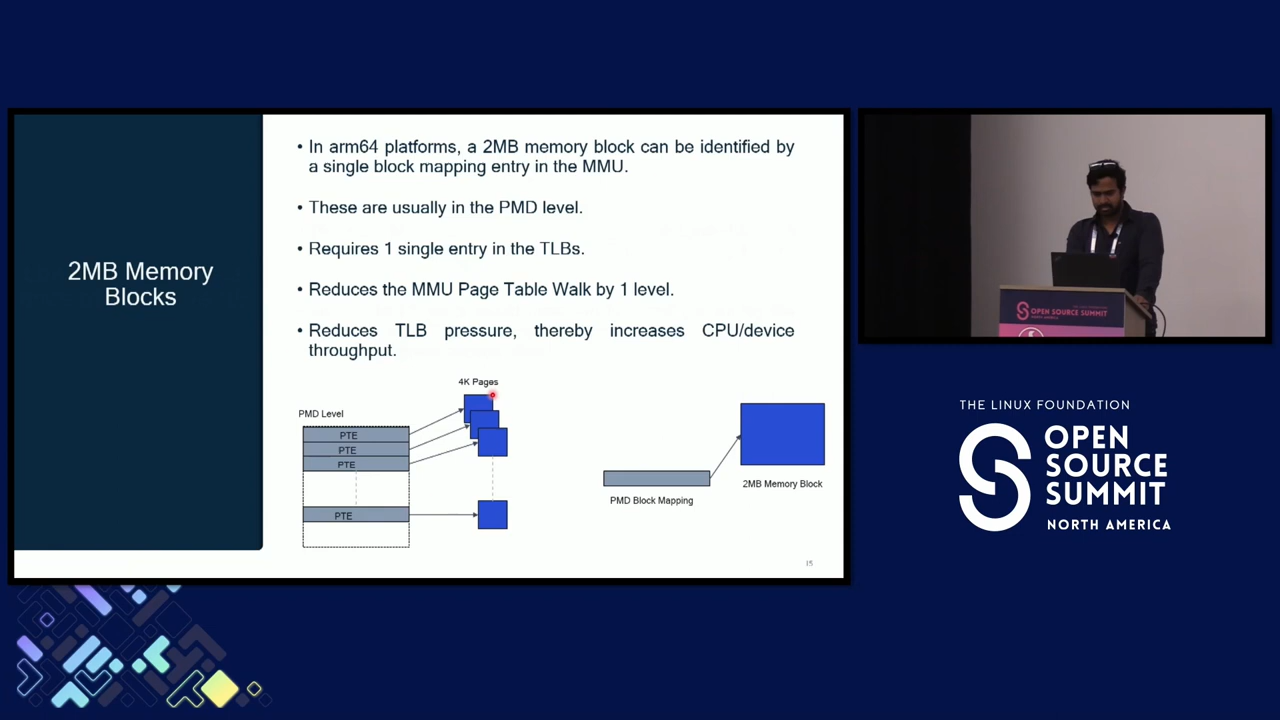 2MB Memory
Blocks
• In arm64 platforms, a 2MB memory block can be identified by
a single block mapping entry in the MMU.
• These are usually in the PMD level.
• Requires 1 single entry in the TLBs.
• Reduces the MMU Page Table Walk by 1 level.
• Reduces TLB pressure, thereby increases CPU/device
throughput.
4K Pages
PMD Level
PTE
PTE
PTE
PTE
PMD Block Mapping
2MB Memory Block
15
OPEN SOURCE SUMMIT
THE LINUX FOUNDATION
OPEN
SOURCE
SUMMIT
NORTH AMERICA